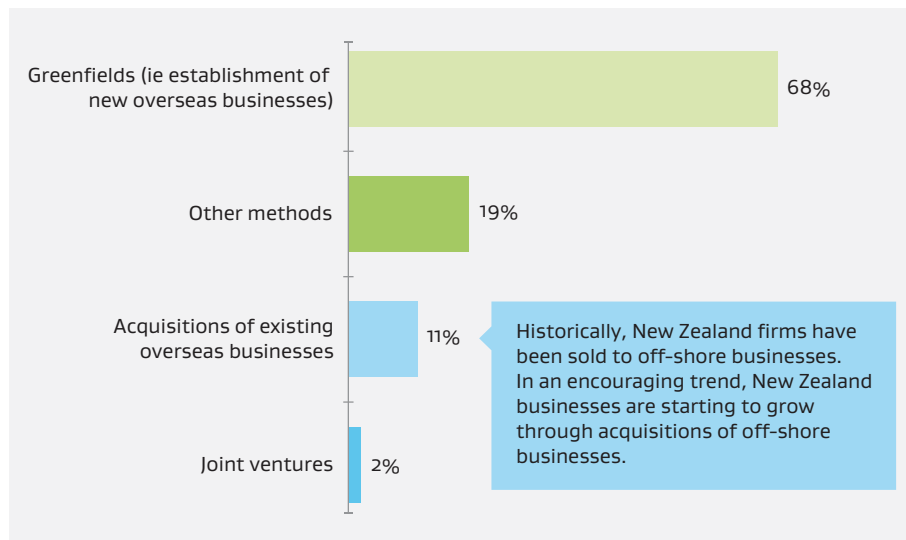 Greenfields (ie establishment of
new overseas businesses)
68%
Other methods
19%
Acquisitions of existing
overseas businesses
11%
Historically, New Zealand firms have
been sold to off-shore businesses.
In an encouraging trend, New Zealand
businesses are starting to grow
through acquisitions of off-shore
businesses.
Joint ventures
2%